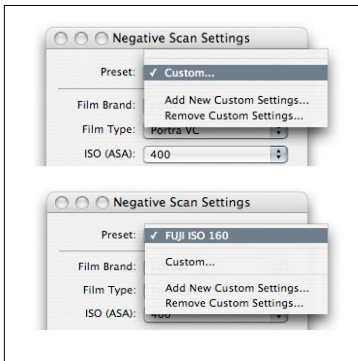 Negative Scan Settings
Preset: ✓ Custom...
Add New Custom Settings...
Remove Custom Settings...
Film Brand:
Film Type: Portra VC
ISO (ASA): 400
Negative Scan Settings
Preset: ✓ FUJI ISO 160
Custom...
Add New Custom Settings...
Remove Custom Settings...
Film Brand:
Film Type:
ISO (ASA): 400